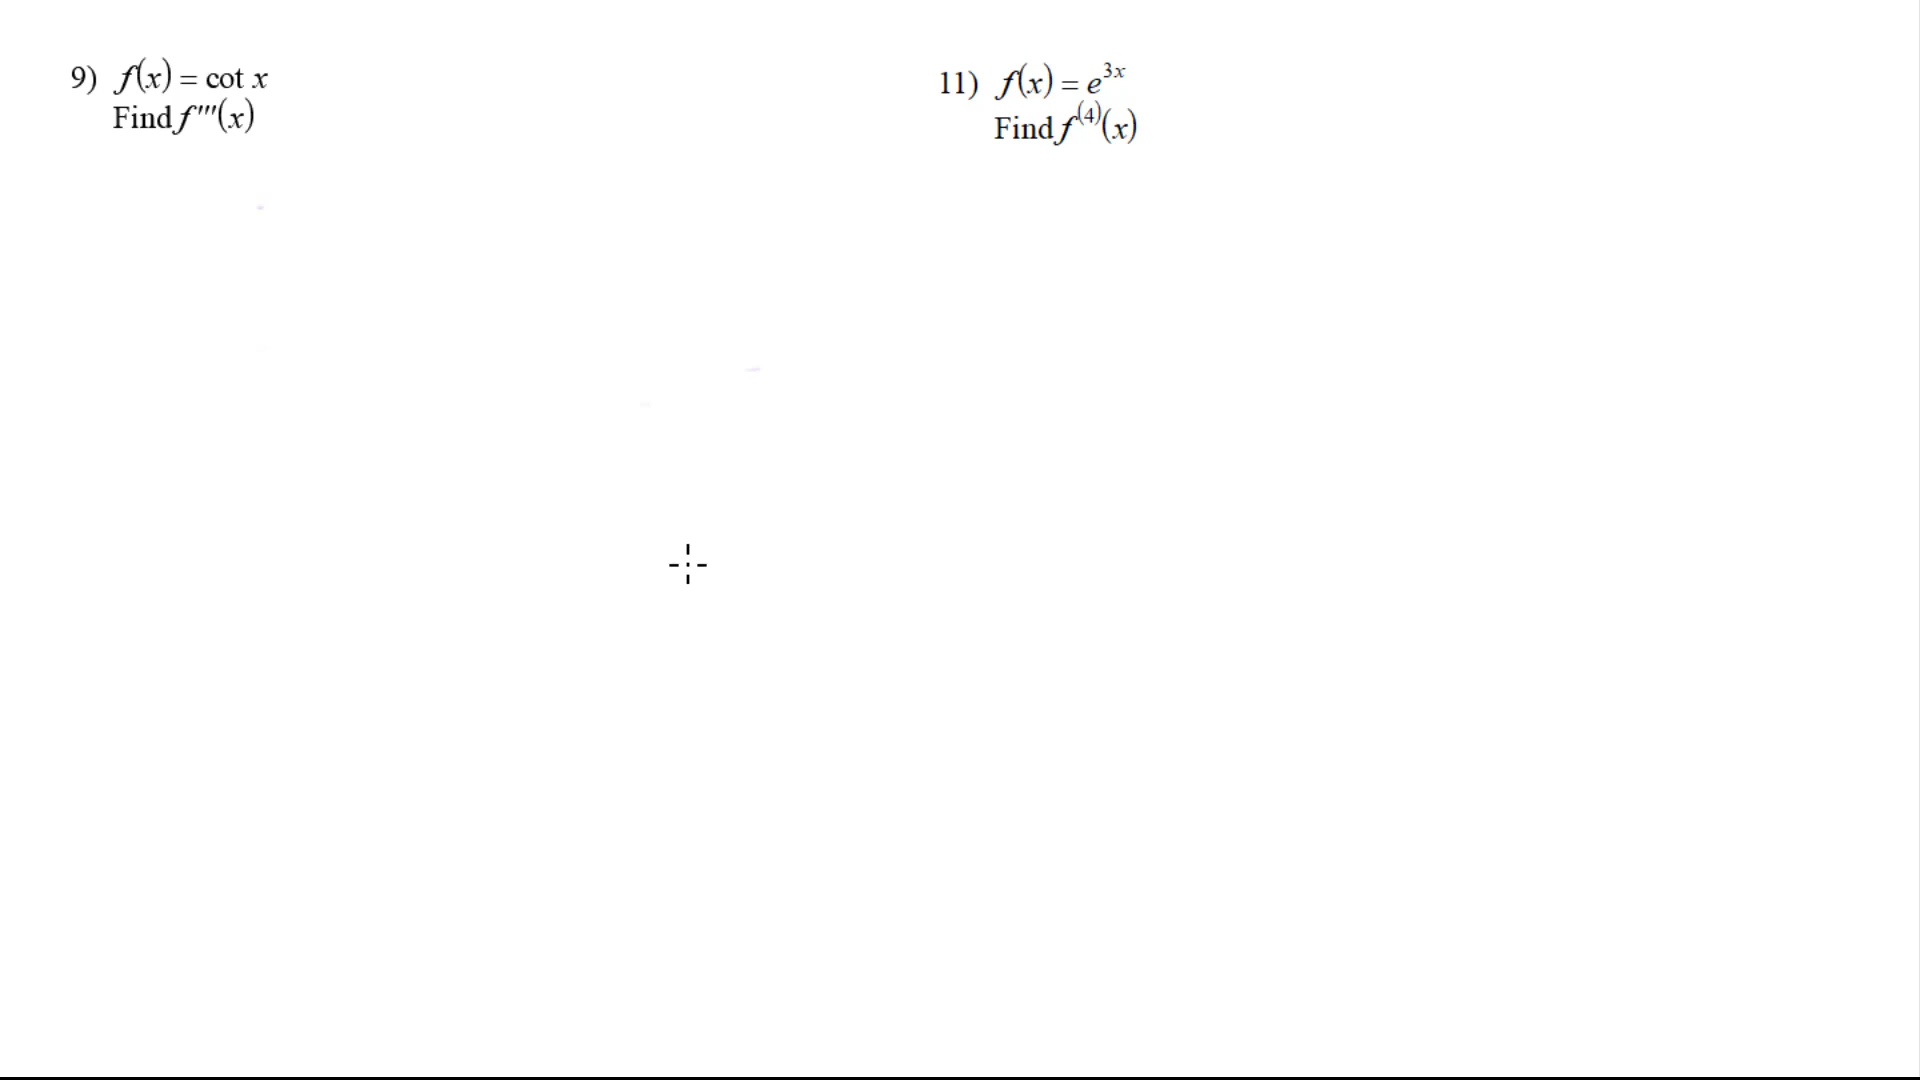 9) f(x) = cot x
Find f'''(x)
11) f(x) = e^{3x}
Find f^{(4)}(x)